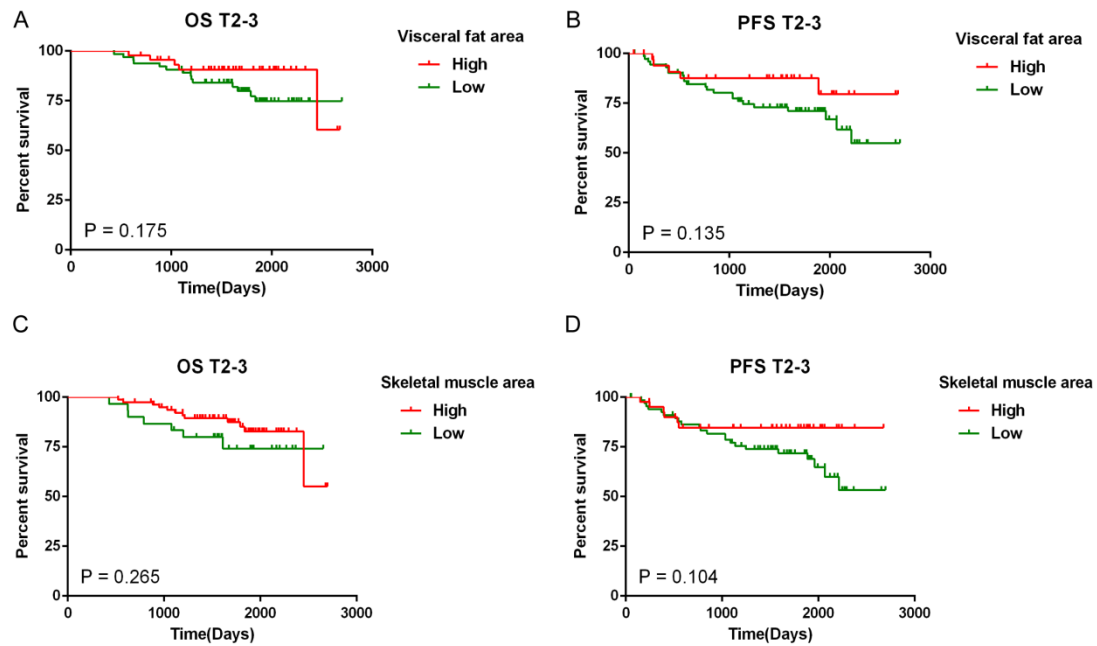 A
OS T2-3
Visceral fat area
High
Low
Percent survival
100
75
50
25
0
P = 0.175
0 1000 2000 3000
Time(Days)
B
PFS T2-3
Visceral fat area
High
Low
Percent survival
100
75
50
25
0
P = 0.135
0 1000 2000 3000
Time(Days)
C
OS T2-3
Skeletal muscle area
High
Low
Percent survival
100
75
50
25
0
P = 0.265
0 1000 2000 3000
Time(Days)
D
PFS T2-3
Skeletal muscle area
High
Low
Percent survival
100
75
50
25
0
P = 0.104
0 1000 2000 3000
Time(Days)